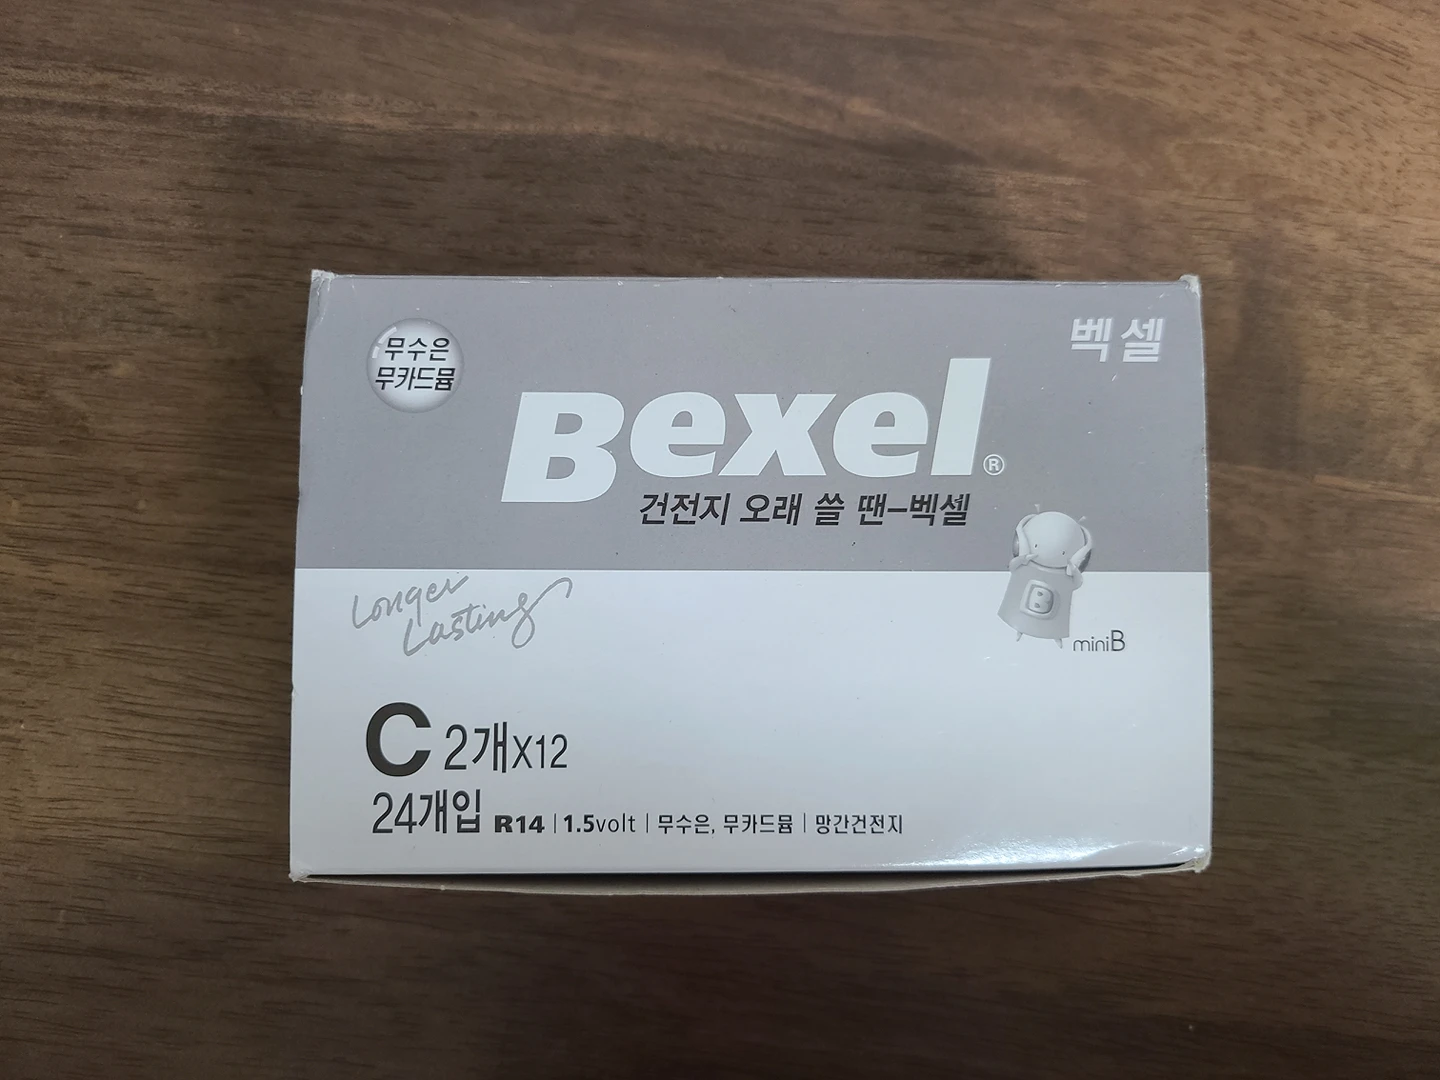 무수은
무카드뮴
벡셀
Bexel®
건전지 오래 쓸 땐-벡셀
Longer
Lasting
B
miniB
C 2개X12
24개입 R14 | 1.5volt | 무수은, 무카드뮴 | 망간건전지